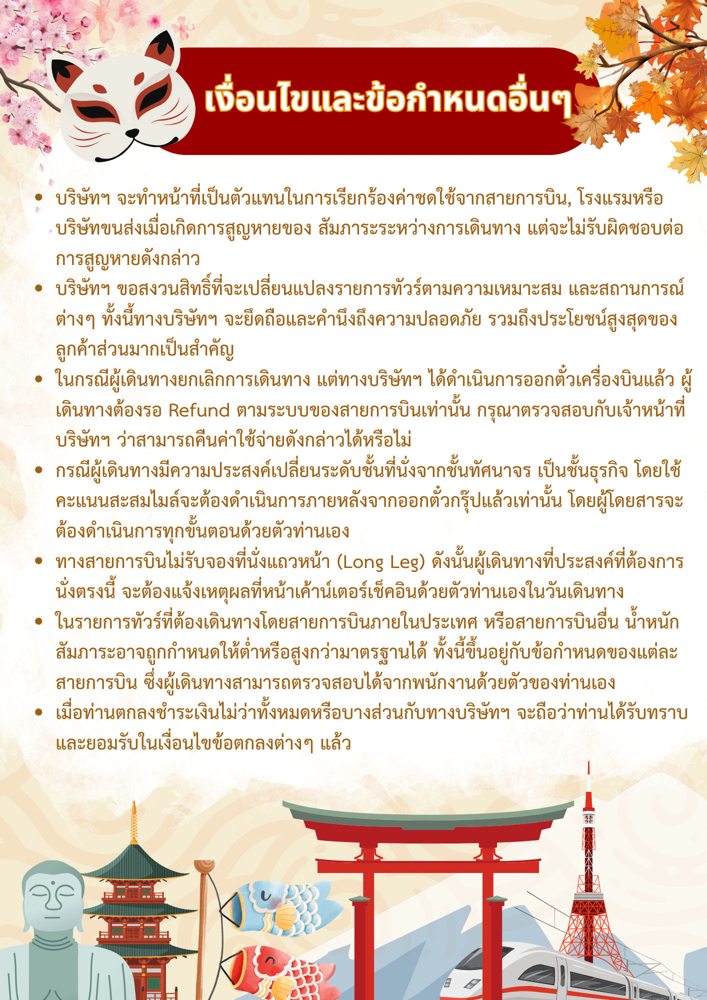 เงื่อนไขและข้อกำหนดอื่นๆ
• บริษัทฯ จะทำหน้าที่เป็นตัวแทนในการเรียกร้องค่าชดใช้จากสายการบิน, โรงแรมหรือ
บริษัทขนส่งเมื่อเกิดการสูญหายของ สัมภาระระหว่างการเดินทาง แต่จะไม่รับผิดชอบต่อ
การสูญหายดังกล่าว
• บริษัทฯ ขอสงวนสิทธิ์ที่จะเปลี่ยนแปลงรายการทัวร์ตามความเหมาะสม และสถานการณ์
ต่างๆ ทั้งนี้ทางบริษัทฯ จะยึดถือและคำนึงถึงความปลอดภัย รวมถึงประโยชน์สูงสุดของ
ลูกค้าส่วนมากเป็นสำคัญ
• ในกรณีผู้เดินทางยกเลิกการเดินทาง แต่ทางบริษัทฯ ได้ดำเนินการออกตั๋วเครื่องบินแล้ว ผู้
เดินทางต้องรอ Refund ตามระบบของสายการบินเท่านั้น กรุณาตรวจสอบกับเจ้าหน้าที่
บริษัทฯ ว่าสามารถคืนค่าใช้จ่ายดังกล่าวได้หรือไม่
• กรณีผู้เดินทางมีความประสงค์เปลี่ยนระดับชั้นที่นั่งจากชั้นทัศนาจร เป็นชั้นธุรกิจ โดยใช้
คะแนนสะสมไมล์จะต้องดำเนินการภายหลังจากออกตั๋วกรุ๊ปแล้วเท่านั้น โดยผู้โดยสารจะ
ต้องดำเนินการทุกขั้นตอนด้วยตัวท่านเอง
• ทางสายการบินไม่รับจองที่นั่งแถวหน้า (Long Leg) ดังนั้นผู้เดินทางที่ประสงค์ที่ต้องการ
นั่งตรงนี้ จะต้องแจ้งเหตุผลที่หน้าเค้าน์เตอร์เช็คอินด้วยตัวท่านเองในวันเดินทาง
• ในรายการทัวร์ที่ต้องเดินทางโดยสายการบินภายในประเทศ หรือสายการบินอื่น น้ำหนัก
สัมภาระอาจถูกกำหนดให้ต่ำหรือสูงกว่ามาตรฐานได้ ทั้งนี้ขึ้นอยู่กับข้อกำหนดของแต่ละ
สายการบิน ซึ่งผู้เดินทางสามารถตรวจสอบได้จากพนักงานด้วยตัวของท่านเอง
• เมื่อท่านตกลงชำระเงินไม่ว่าทั้งหมดหรือบางส่วนกับทางบริษัทฯ จะถือว่าท่านได้รับทราบ
และยอมรับในเงื่อนไขข้อตกลงต่างๆ แล้ว